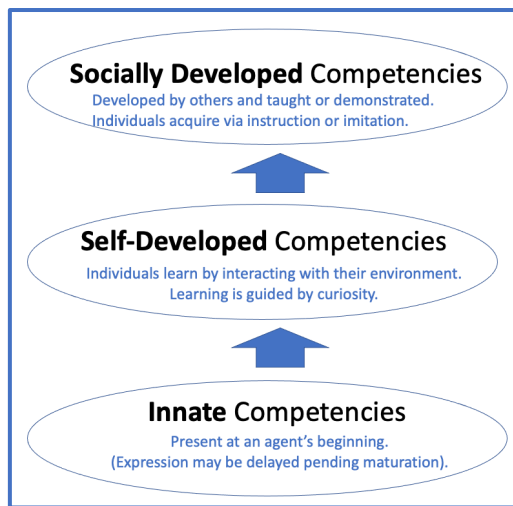 Socially Developed Competencies
Developed by others and taught or demonstrated.
Individuals acquire via instruction or imitation.
Self-Developed Competencies
Individuals learn by interacting with their environment.
Learning is guided by curiosity.
Innate Competencies
Present at an agent's beginning.
(Expression may be delayed pending maturation).